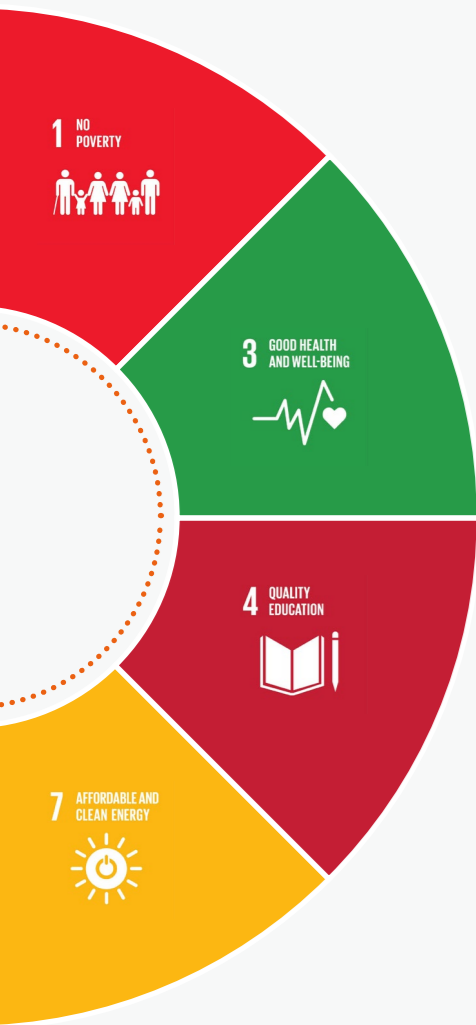 1 NO
POVERTY
3 GOOD HEALTH
AND WELL-BEING
4 QUALITY
EDUCATION
7 AFFORDABLE AND
CLEAN ENERGY